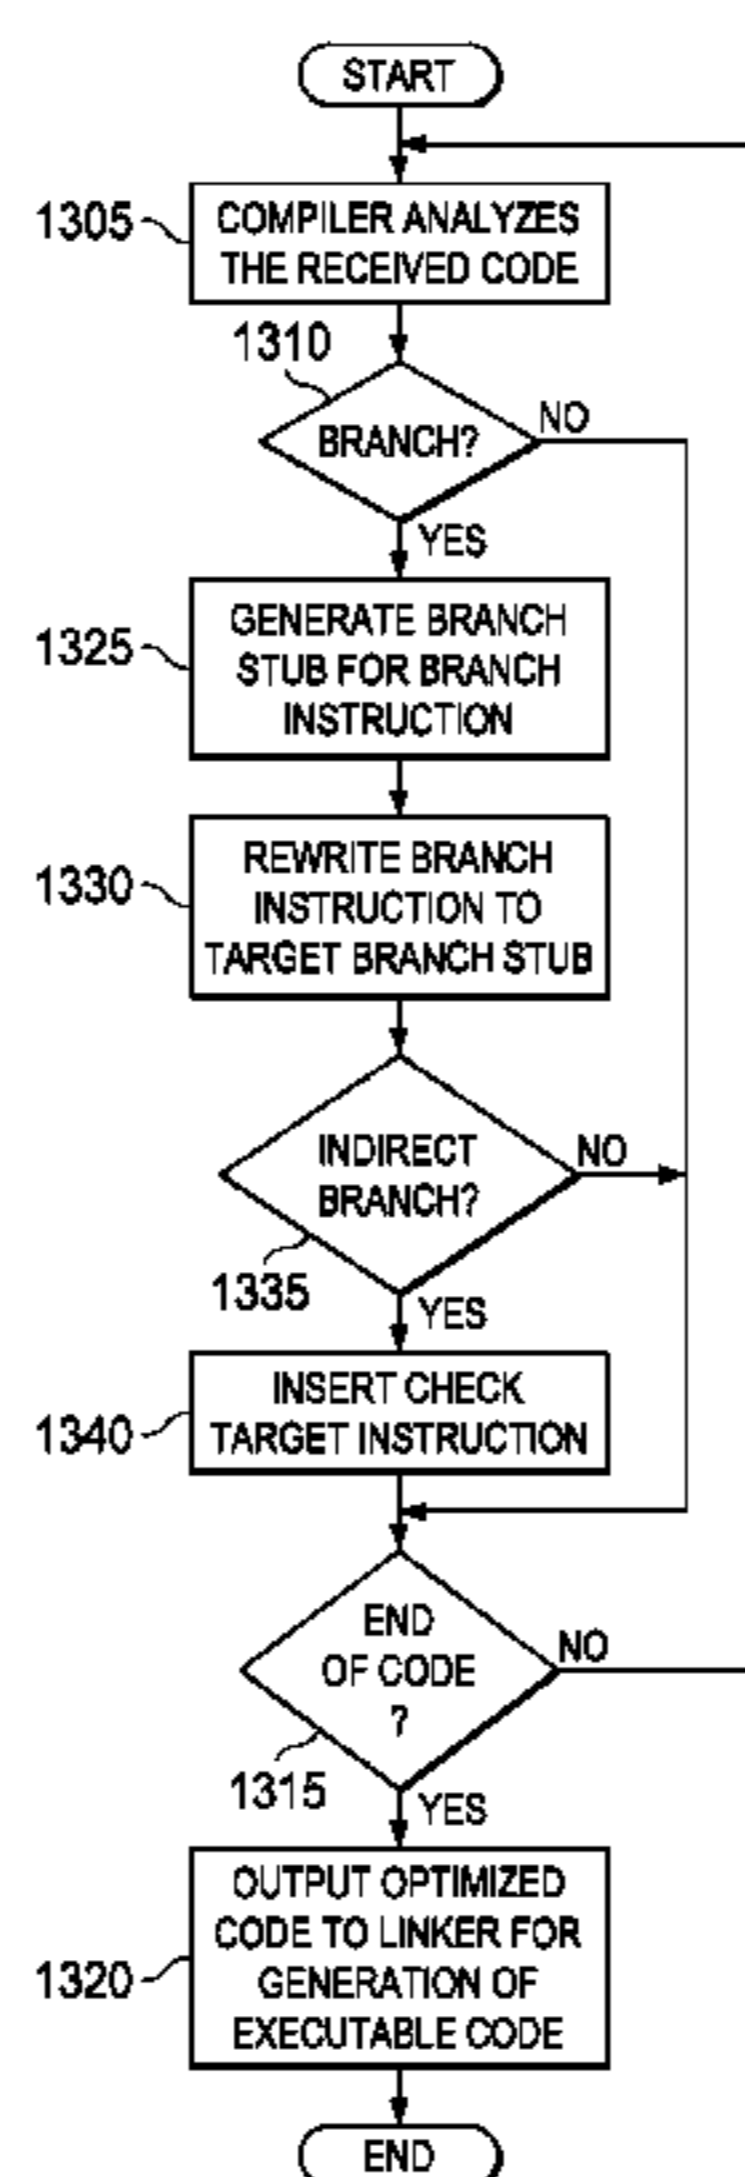 START
1305
COMPILER ANALYZES
THE RECEIVED CODE
1310
BRANCH?
NO
YES
1325
GENERATE BRANCH
STUB FOR BRANCH
INSTRUCTION
1330
REWRITE BRANCH
INSTRUCTION TO
TARGET BRANCH STUB
INDIRECT
BRANCH?
NO
1335
YES
1340
INSERT CHECK
TARGET INSTRUCTION
END
OF CODE
?
NO
1315
YES
1320
OUTPUT OPTIMIZED
CODE TO LINKER FOR
GENERATION OF
EXECUTABLE CODE
END